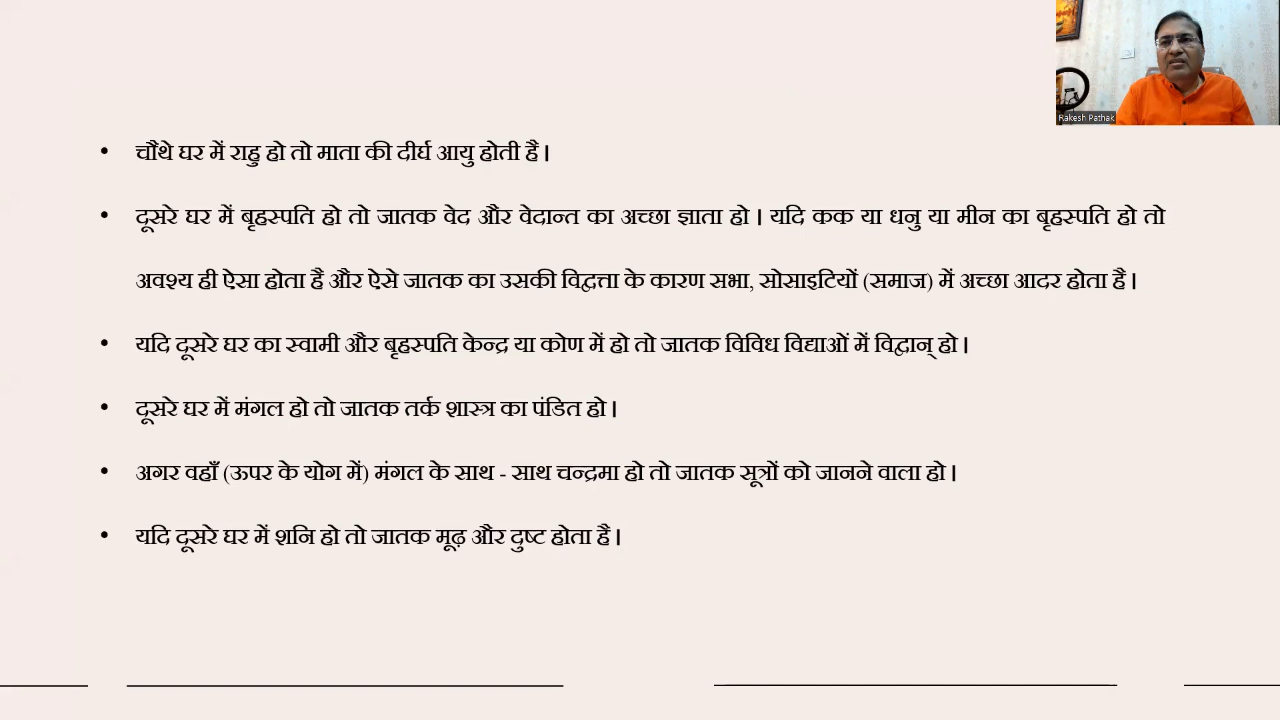 Rakesh Pathak
• चौथे घर में राहु हो तो माता की दीर्घ आयु होती है।
• दूसरे घर में बृहस्पति हो तो जातक वेद और वेदान्त का अच्छा ज्ञाता हो। यदि कक या धनु या मीन का बृहस्पति हो तो
अवश्य ही ऐसा होता है और ऐसे जातक का उसकी विद्वत्ता के कारण सभा, सोसाइटियों (समाज) में अच्छा आदर होता है।
• यदि दूसरे घर का स्वामी और बृहस्पति केन्द्र या कोण में हो तो जातक विविध विद्याओं में विद्वान् हो।
• दूसरे घर में मंगल हो तो जातक तर्क शास्त्र का पंडित हो।
• अगर वहाँ (ऊपर के योग में) मंगल के साथ - साथ चन्द्रमा हो तो जातक सूत्रों को जानने वाला हो।
• यदि दूसरे घर में शनि हो तो जातक मूढ़ और दुष्ट होता है।